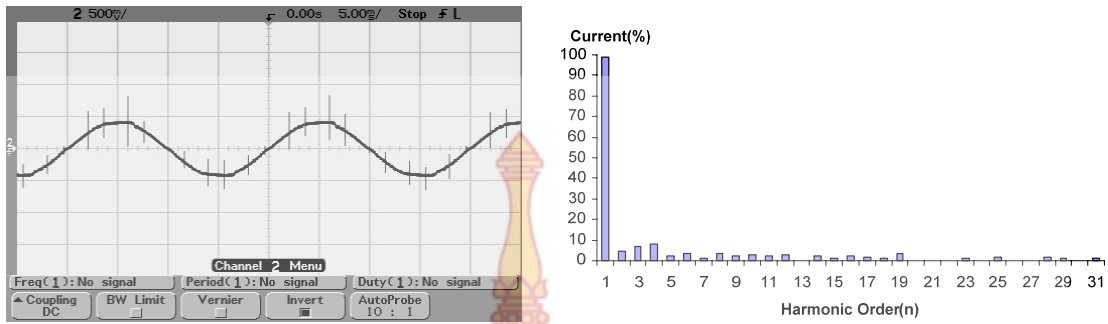 2 500m/ 0.00s 5.00m/ Stop L
2
Channel 2 Menu
Freq(1):No signal Period(1):No signal Duty(1):No signal
Coupling BW Limit Vernier Invert AutoProbe
DC 10 : 1
Current(%)
100
90
80
70
60
50
40
30
20
10
0
1 3 5 7 9 11 13 15 17 19 21 23 25 27 29 31
Harmonic Order(n)